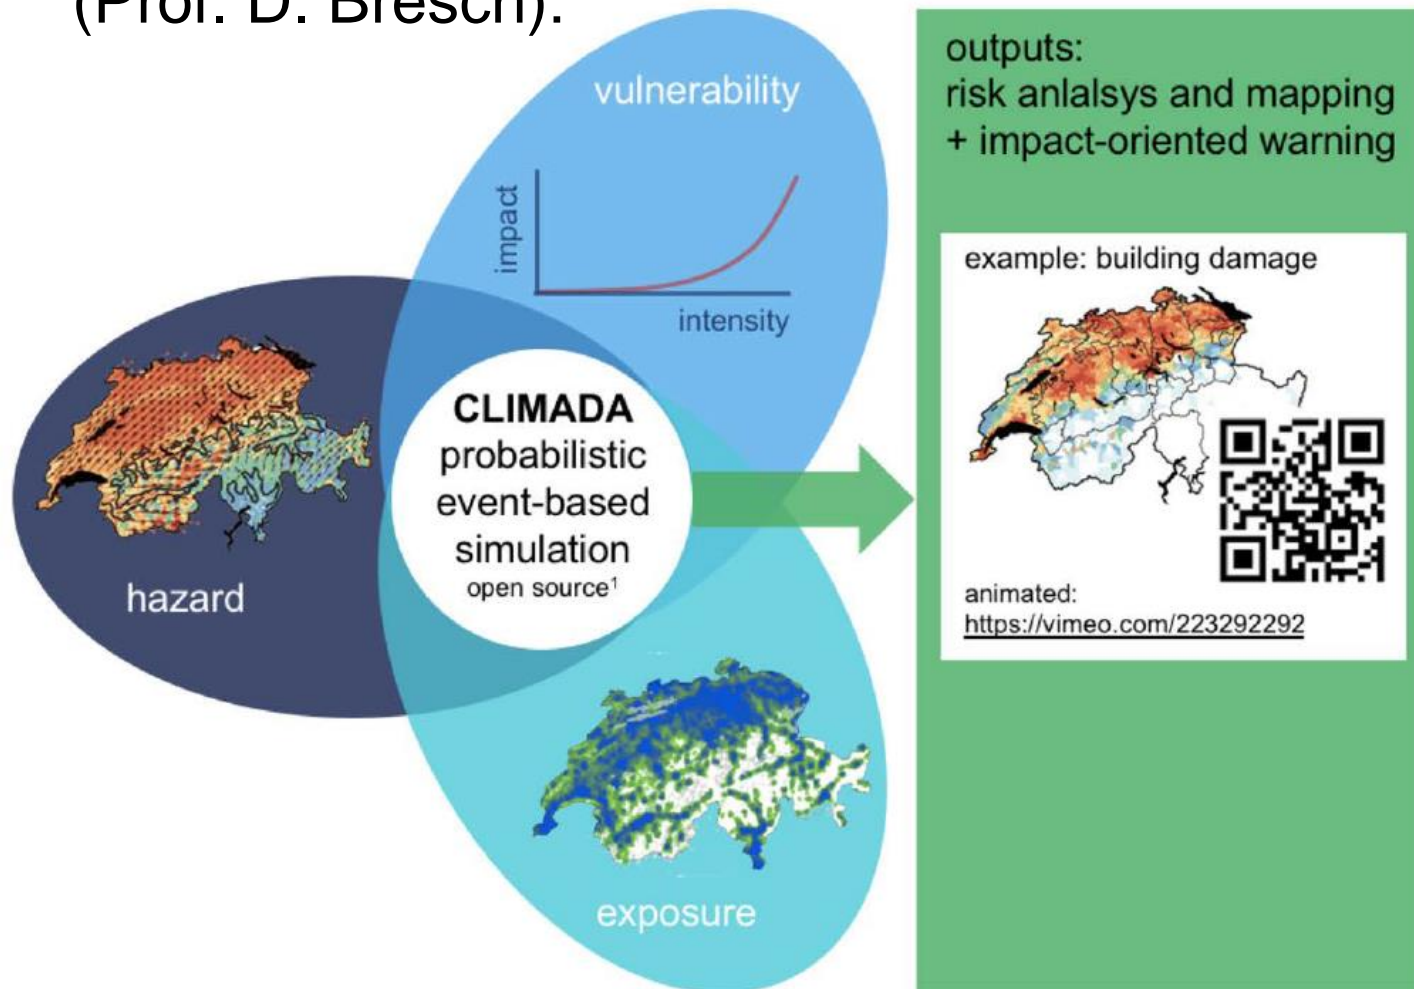 (Prof. D. Bresch).
vulnerability
impact
intensity
hazard
CLIMADA
probabilistic
event-based
simulation
open source¹
exposure
outputs:
risk anlalsys and mapping
+ impact-oriented warning
example: building damage
animated:
https://vimeo.com/223292292